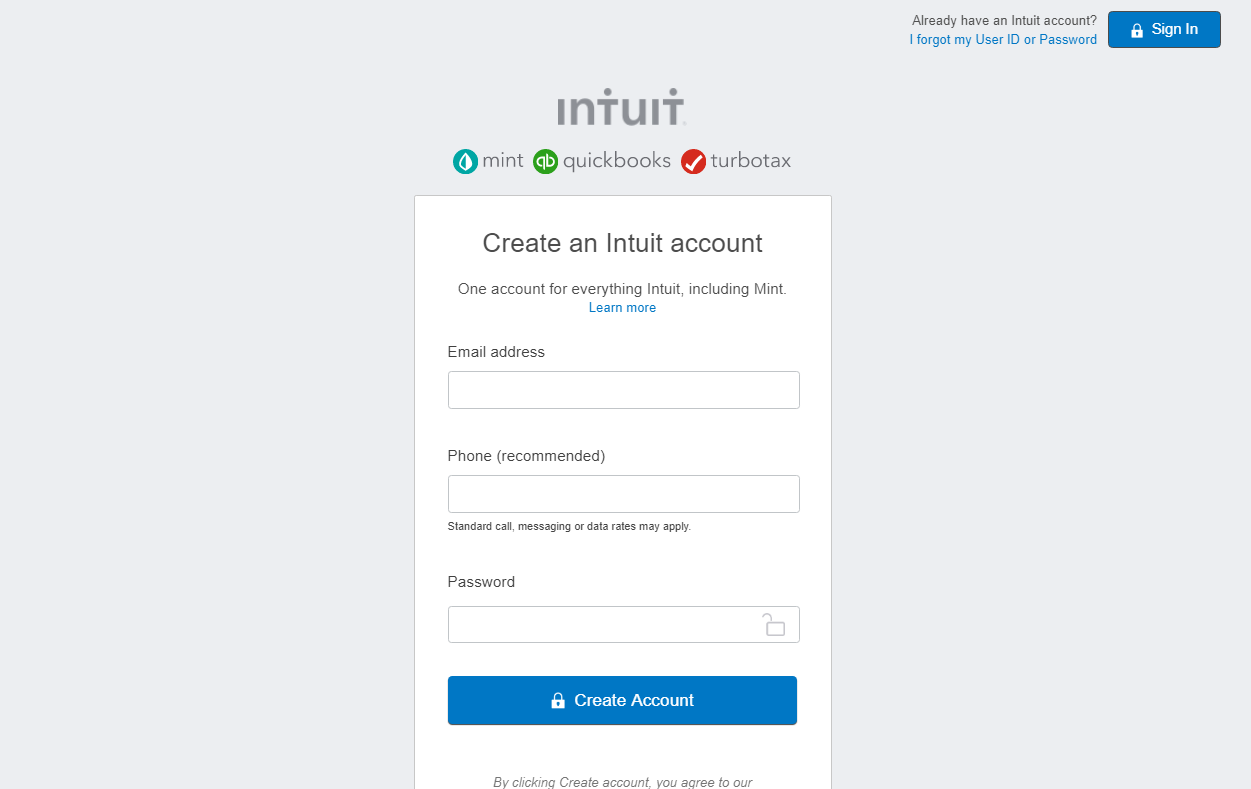 Already have an Intuit account?
I forgot my User ID or Password
Sign In
intuit
mint qb quickbooks turbotax
Create an Intuit account
One account for everything Intuit, including Mint.
Learn more
Email address
Phone (recommended)
Standard call, messaging or data rates may apply.
Password
Create Account
By clicking Create account, you agree to our